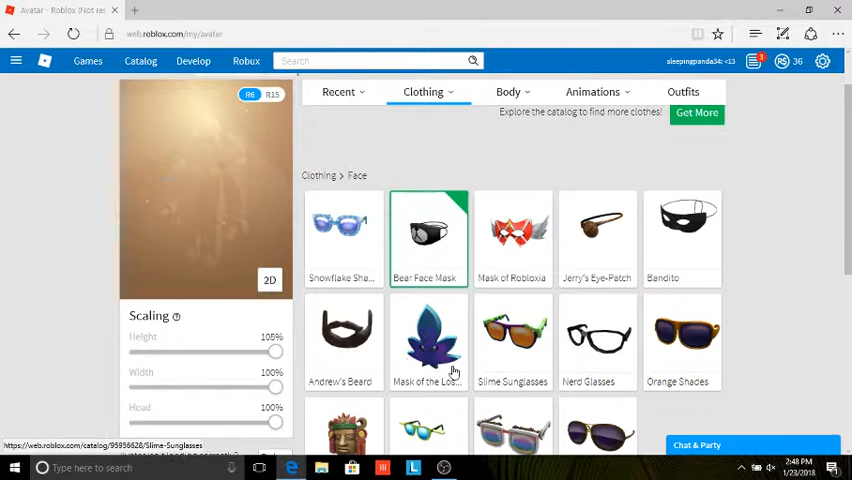 Avatar - Roblox (Not res
web.roblox.com/my/avatar
Games
Catalog
Develop
Robux
Search
sleepingpanda34: <13
3
36
R6
R15
Recent
Clothing
Body
Animations
Outfits
Explore the catalog to find more clothes!
Get More
Clothing > Face
Snowflake Sha...
Bear Face Mask
Mask of Robloxia
Jerry's Eye-Patch
Bandito
2D
Scaling
Height
105%
Andrew's Beard
Mask of the Los...
Slime Sunglasses
Nerd Glasses
Orange Shades
Width
100%
Head
100%
https://web.roblox.com/catalog/95956628/Slime-Sunglasses
Chat & Party
Type here to search
2:48 PM
1/23/2018